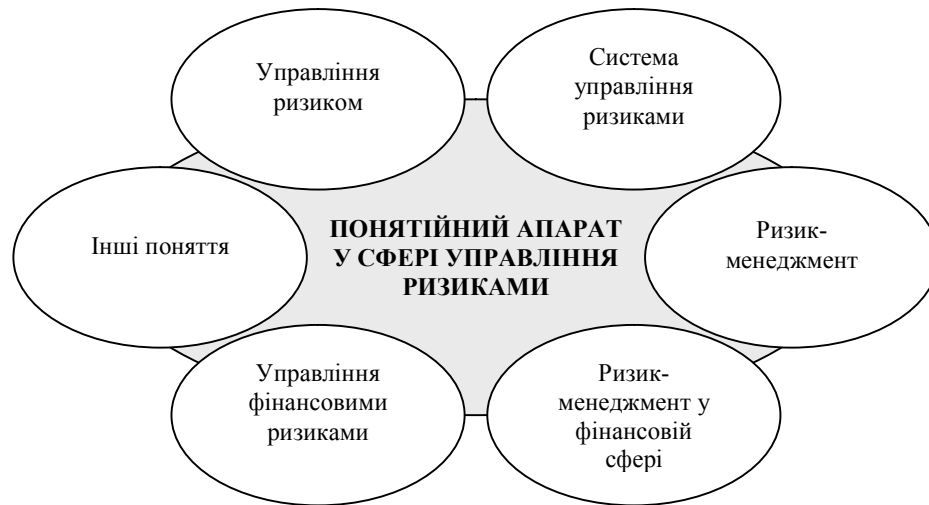 Управління
ризиком
Система
управління
ризиками
Інші поняття
ПОНЯТІЙНИЙ АПАРАТ
У СФЕРІ УПРАВЛІННЯ
РИЗИКАМИ
Ризик-
менеджмент
Управління
фінансовими
ризиками
Ризик-
менеджмент у
фінансовій
сфері